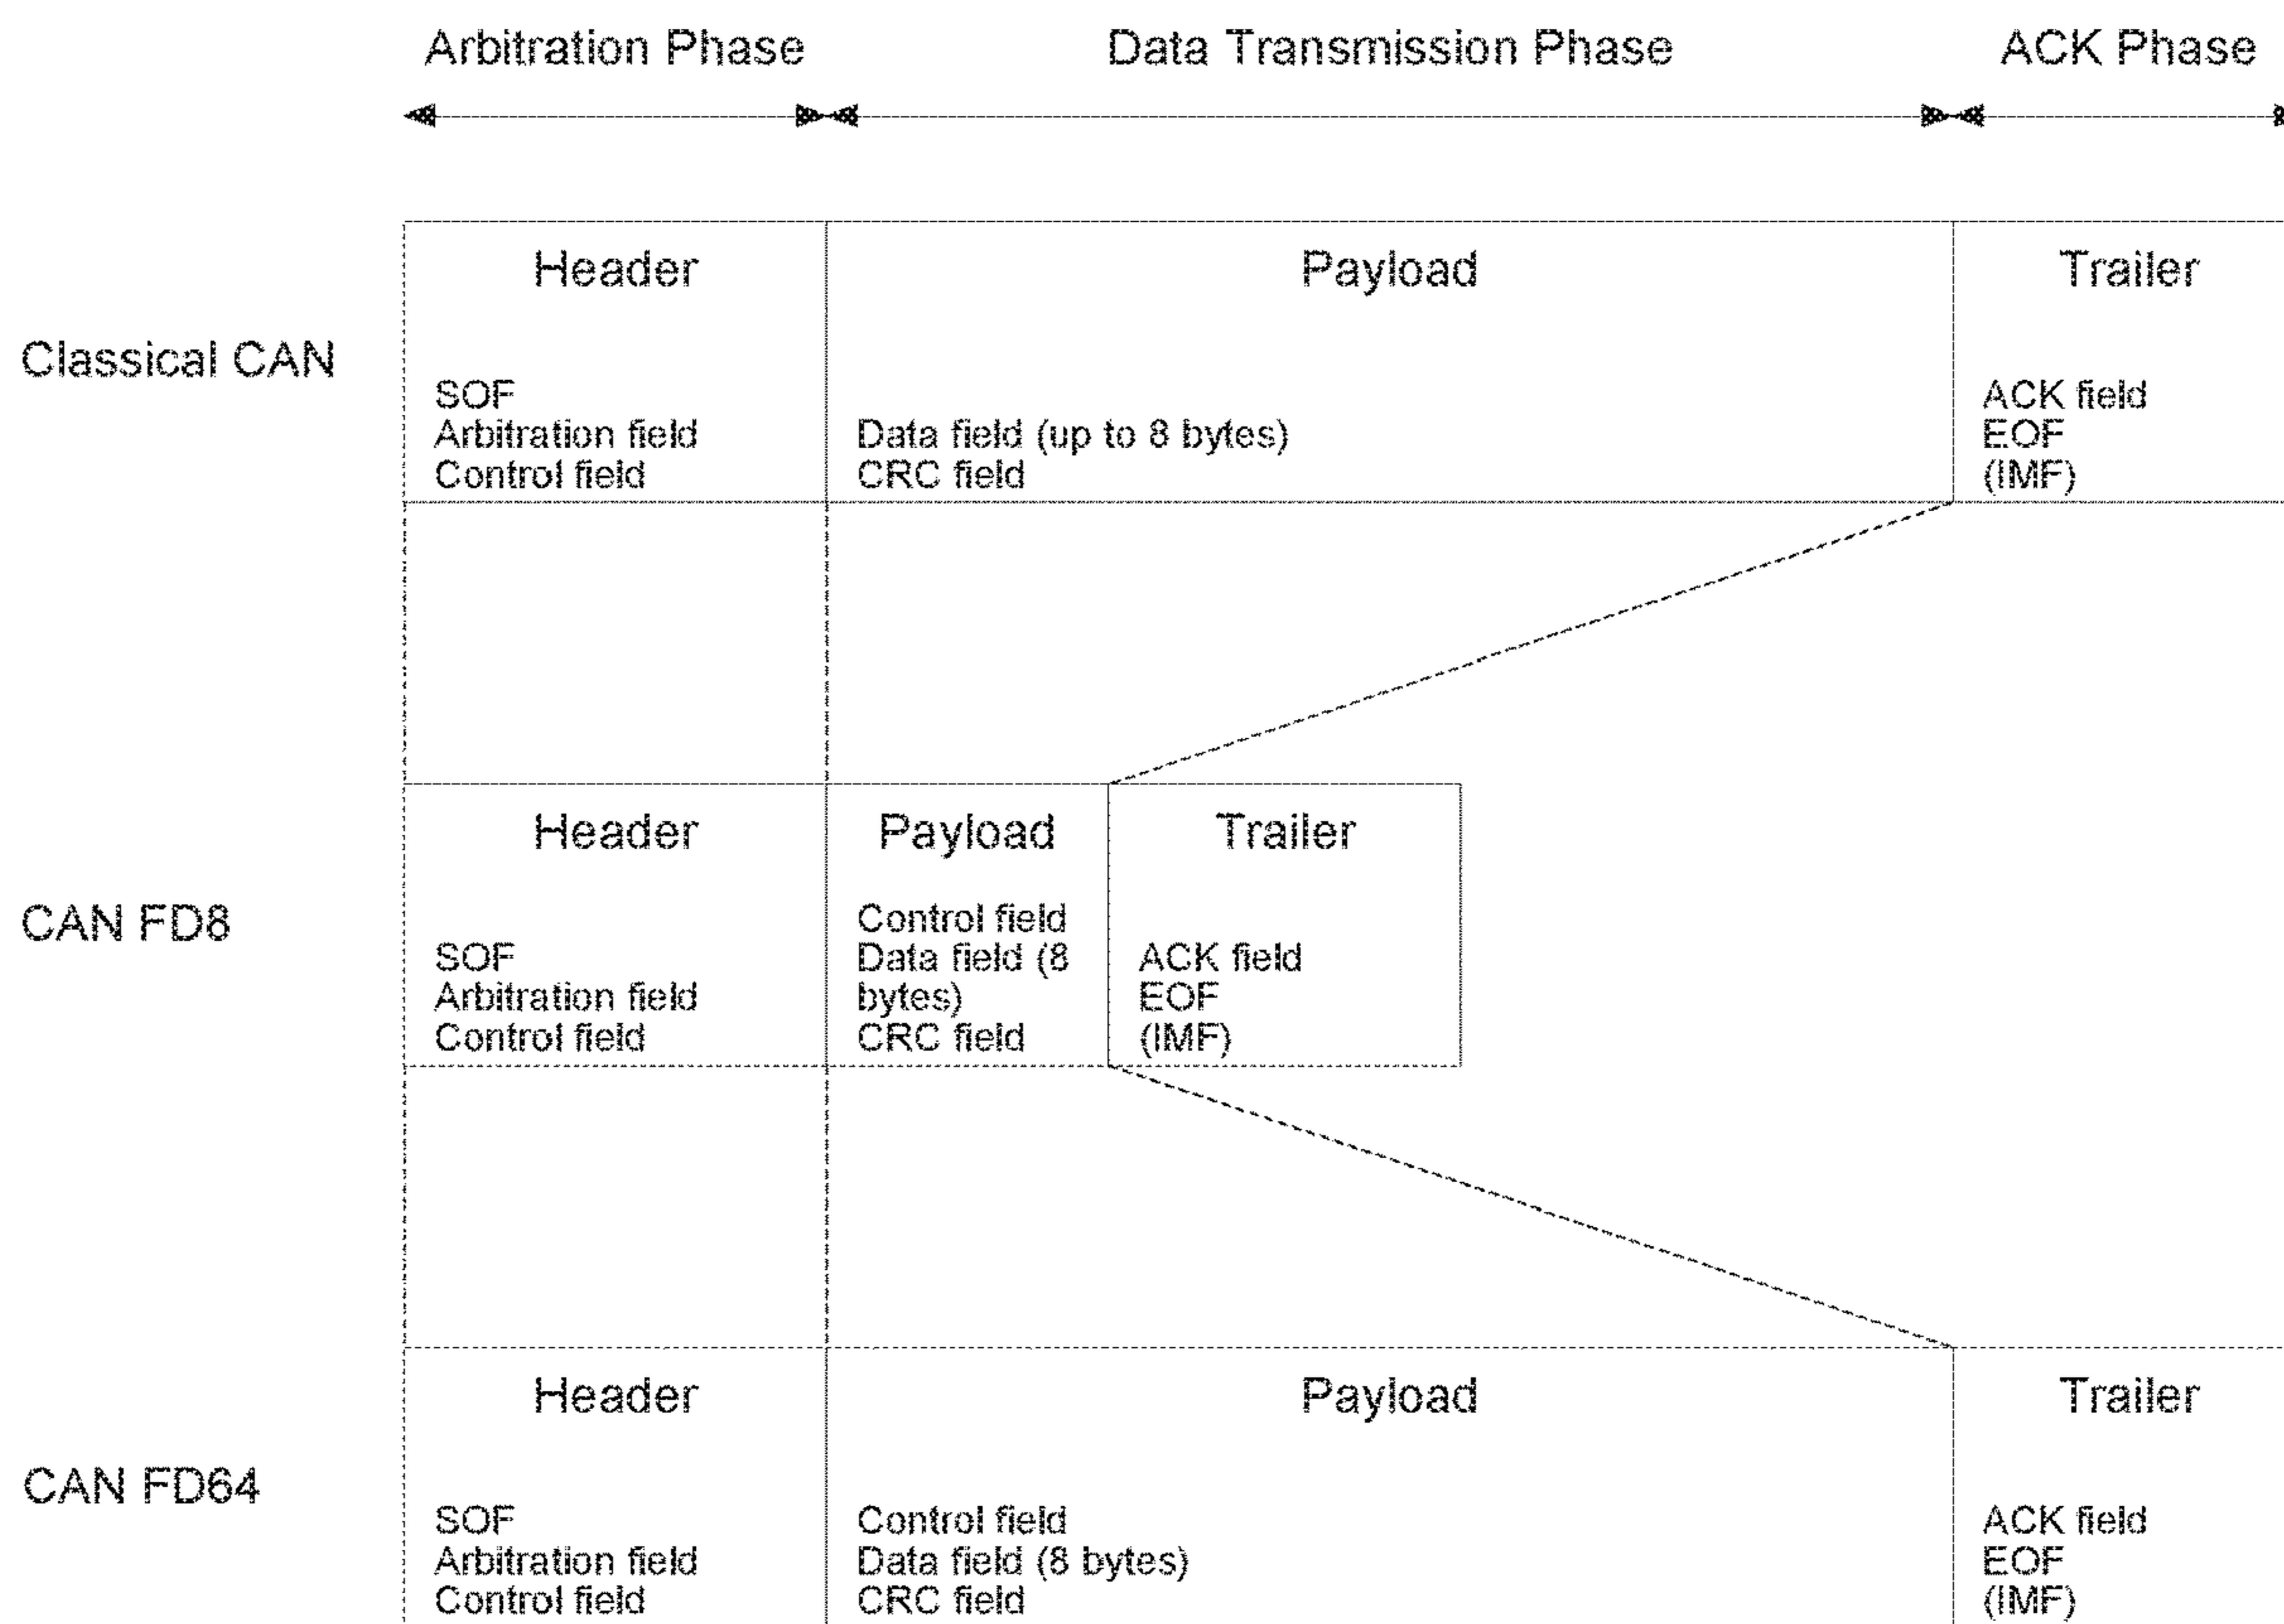 Arbitration Phase
Data Transmission Phase
ACK Phase
Classical CAN
Header
SOF
Arbitration field
Control field
Payload
Data field (up to 8 bytes)
CRC field
Trailer
ACK field
EOF
(IMF)
CAN FD8
Header
SOF
Arbitration field
Control field
Payload
Control field
Data field (8
bytes)
CRC field
Trailer
ACK field
EOF
(IMF)
CAN FD64
Header
SOF
Arbitration field
Control field
Payload
Control field
Data field (8 bytes)
CRC field
Trailer
ACK field
EOF
(IMF)